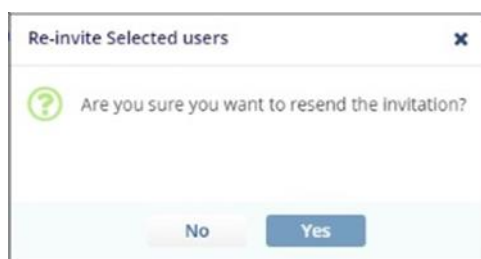 Re-invite Selected users
Are you sure you want to resend the invitation?
No
Yes